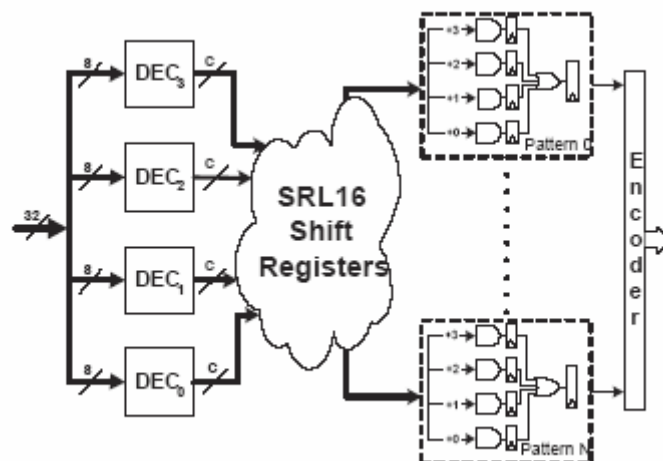 32
8
DEC3
C
8
DEC2
C
8
DEC1
C
8
DEC0
C
SRL16
Shift
Registers
+3
+2
+1
+0
Pattern 0
+3
+2
+1
+0
Pattern N
Encoder